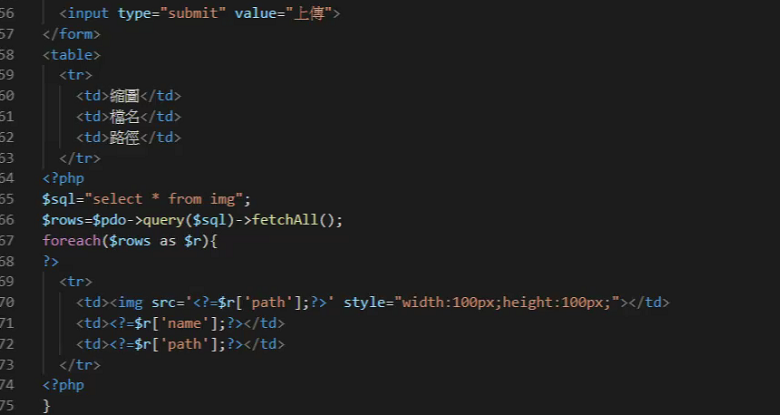 56 <input type="submit" value="上傳">
57 </form>
58 <table>
59 <tr>
60 <td>縮圖</td>
61 <td>檔名</td>
62 <td>路徑</td>
63 </tr>
64 <?php
65 $sql="select * from img";
66 $rows=$pdo->query($sql)->fetchAll();
67 foreach($rows as $r){
68 ?>
69 <tr>
70 <td><img src='<?=$r['path'];?>' style="width:100px;height:100px;"></td>
71 <td><?=$r['name'];?></td>
72 <td><?=$r['path'];?></td>
73 </tr>
74 <?php
75 }